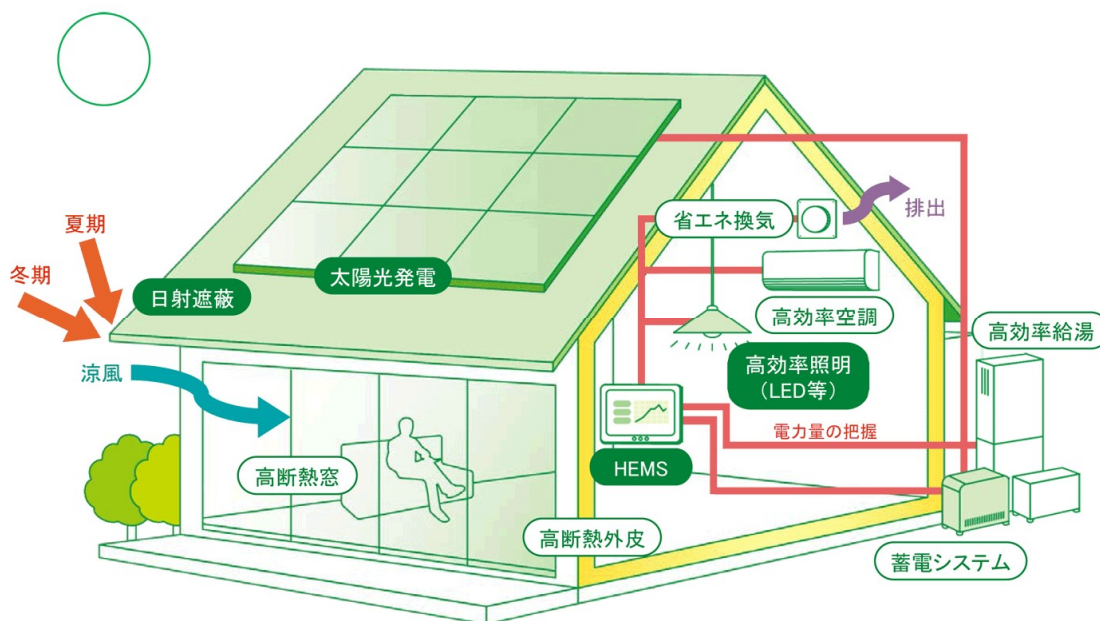 夏期
冬期
日射遮蔽
太陽光発電
省エネ換気
排出
高効率空調
高効率給湯
高効率照明
（LED等）
涼風
電力量の把握
高断熱窓
HEMS
高断熱外皮
蓄電システム